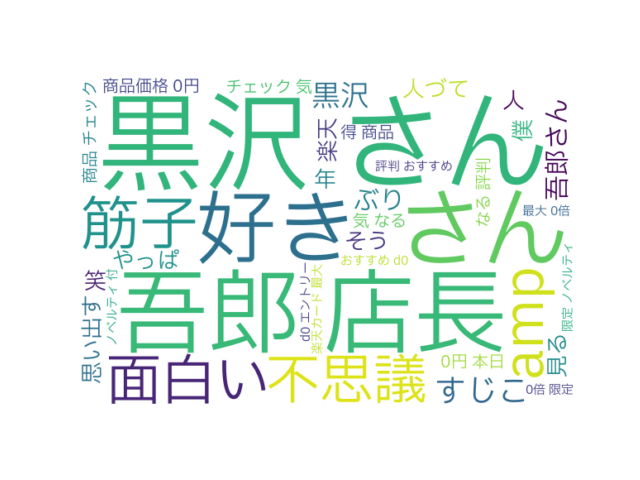 商品価格 0円
チェック 気
黒沢
人づて
人
商品 チェック
黒沢 さん
楽天
得 商品
僕
吾郎さん
年
評判 おすすめ
なる 評判
筋子
好き
ぶり
気 なる
さん
最大 0倍
やっぱ
そう
おすすめ d0
笑
ノベルティ 付
吾郎 店長
d0 エントリー
楽天カード 最大
amp
限定 ノベルティ
思い出す
面白い
不思議
0円 本日
見る
すじこ
0倍 限定